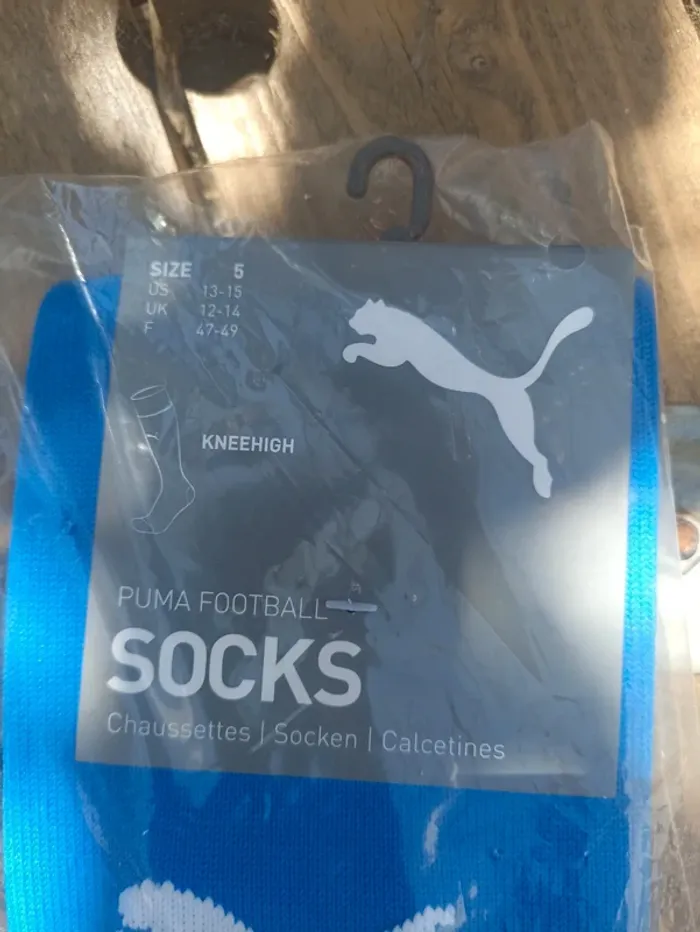 SIZE 5
US 13-15
UK 12-14
F 47-49
KNEEHIGH
PUMA FOOTBALL
SOCKS
Chaussettes | Socken | Calcetines